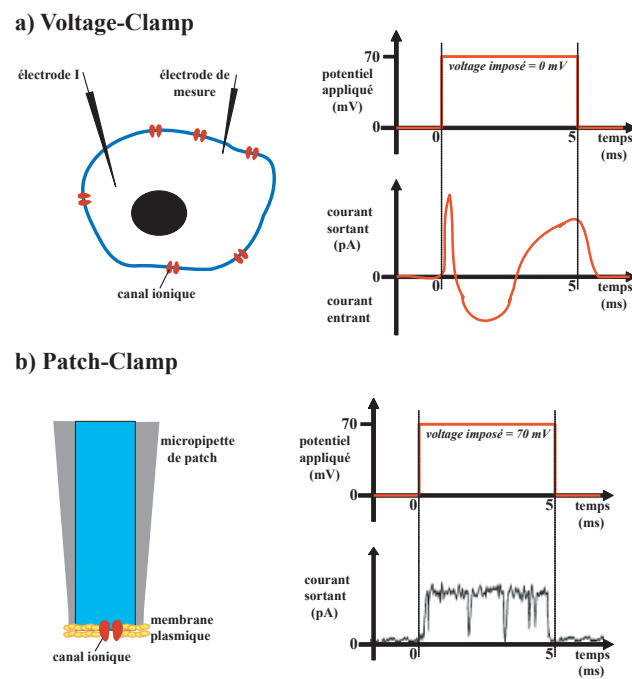 a) Voltage-Clamp
électrode I
électrode de
mesure
canal ionique
70
potentiel
appliqué
(mV)
voltage imposé = 0 mV
0
0
5
temps
(ms)
courant
sortant
(pA)
0
courant
entrant
0
5
temps
(ms)
b) Patch-Clamp
micropipette
de patch
membrane
plasmique
canal ionique
70
potentiel
appliqué
(mV)
voltage imposé = 70 mV
0
0
5
temps
(ms)
courant
sortant
(pA)
0
0
5
temps
(ms)